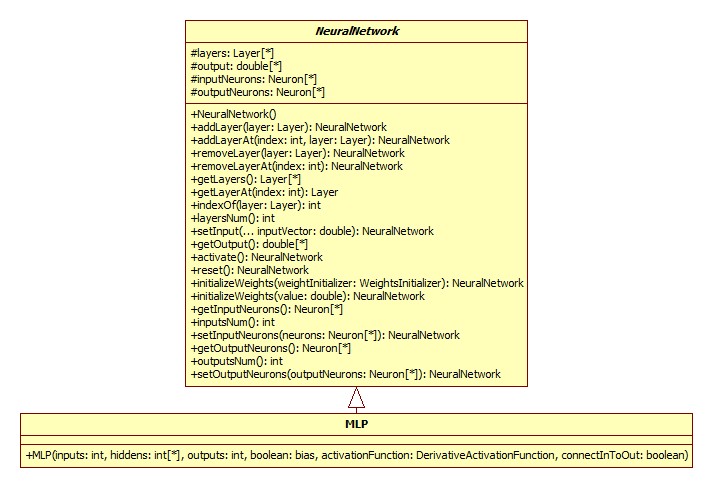 NeuralNetwork
#layers: Layer[*]
#output: double[*]
#inputNeurons: Neuron[*]
#outputNeurons: Neuron[*]
+NeuralNetwork()
+addLayer(layer: Layer): NeuralNetwork
+addLayerAt(index: int, layer: Layer): NeuralNetwork
+removeLayer(layer: Layer): NeuralNetwork
+removeLayerAt(index: int): NeuralNetwork
+getLayers(): Layer[*]
+getLayerAt(index: int): Layer
+indexOf(layer: Layer): int
+layersNum(): int
+setInput(... inputVector: double): NeuralNetwork
+getOutput(): double[*]
+activate(): NeuralNetwork
+reset(): NeuralNetwork
+initializeWeights(weightInitializer: WeightsInitializer): NeuralNetwork
+initializeWeights(value: double): NeuralNetwork
+getInputNeurons(): Neuron[*]
+inputsNum(): int
+setInputNeurons(neurons: Neuron[*]): NeuralNetwork
+getOutputNeurons(): Neuron[*]
+outputsNum(): int
+setOutputNeurons(outputNeurons: Neuron[*]): NeuralNetwork
MLP
+MLP(inputs: int, hiddens: int[*], outputs: int, boolean: bias, activationFunction: DerivativeActivationFunction, connectInToOut: boolean)